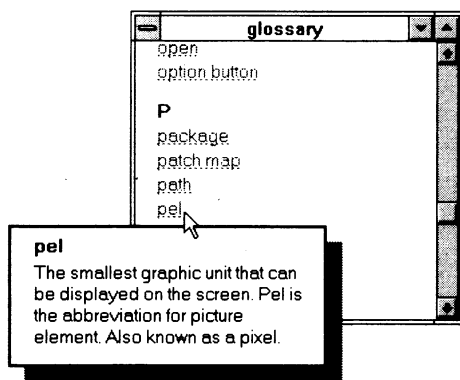 glossary
open
option button
P
package
patch map
path
pel
pel
The smallest graphic unit that can
be displayed on the screen. Pel is
the abbreviation for picture
element. Also known as a pixel.